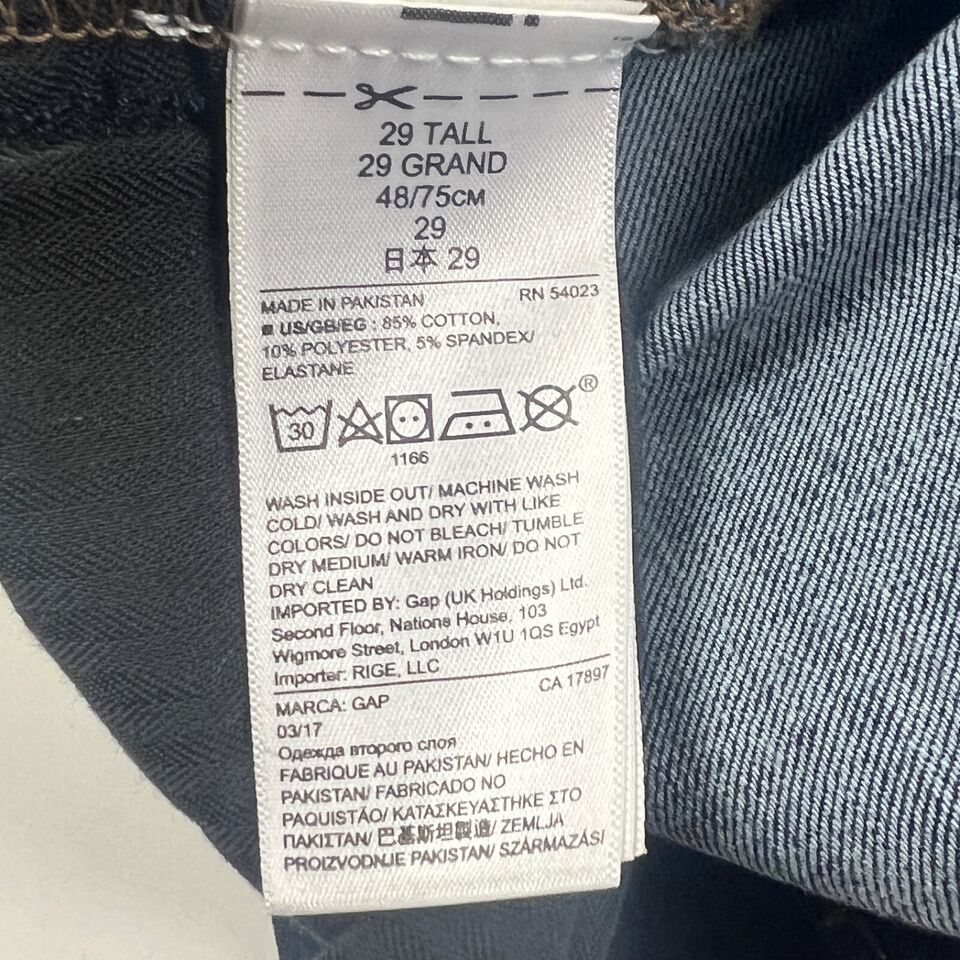 29 TALL
29 GRAND
48/75CM
29
日本 29
MADE IN PAKISTAN RN 54023
US/GB/EG : 85% COTTON,
10% POLYESTER, 5% SPANDEX/
ELASTANE
30
®
1166
WASH INSIDE OUT/ MACHINE WASH
COLD/ WASH AND DRY WITH LIKE
COLORS/ DO NOT BLEACH/ TUMBLE
DRY MEDIUM/ WARM IRON/ DO NOT
DRY CLEAN
IMPORTED BY: Gap (UK Holdings) Ltd.
Second Floor, Nations House, 103
Wigmore Street, London W1U 1QS Egypt
Importer: RIGE, LLC
MARCA: GAP CA 17897
03/17
Одежда второго слоя
FABRIQUE AU PAKISTAN/ HECHO EN
PAKISTAN/ FABRICADO NO
PAQUISTÃO/ ΚΑΤΑΣΚΕΥΑΣΤΗΚΕ ΣΤΟ
ΠΑΚΙΣΤΑΝ/ 巴基斯坦製造/ ZEMLJA
PROIZVODNJE PAKISTAN/ SZÁRMAZÁSI